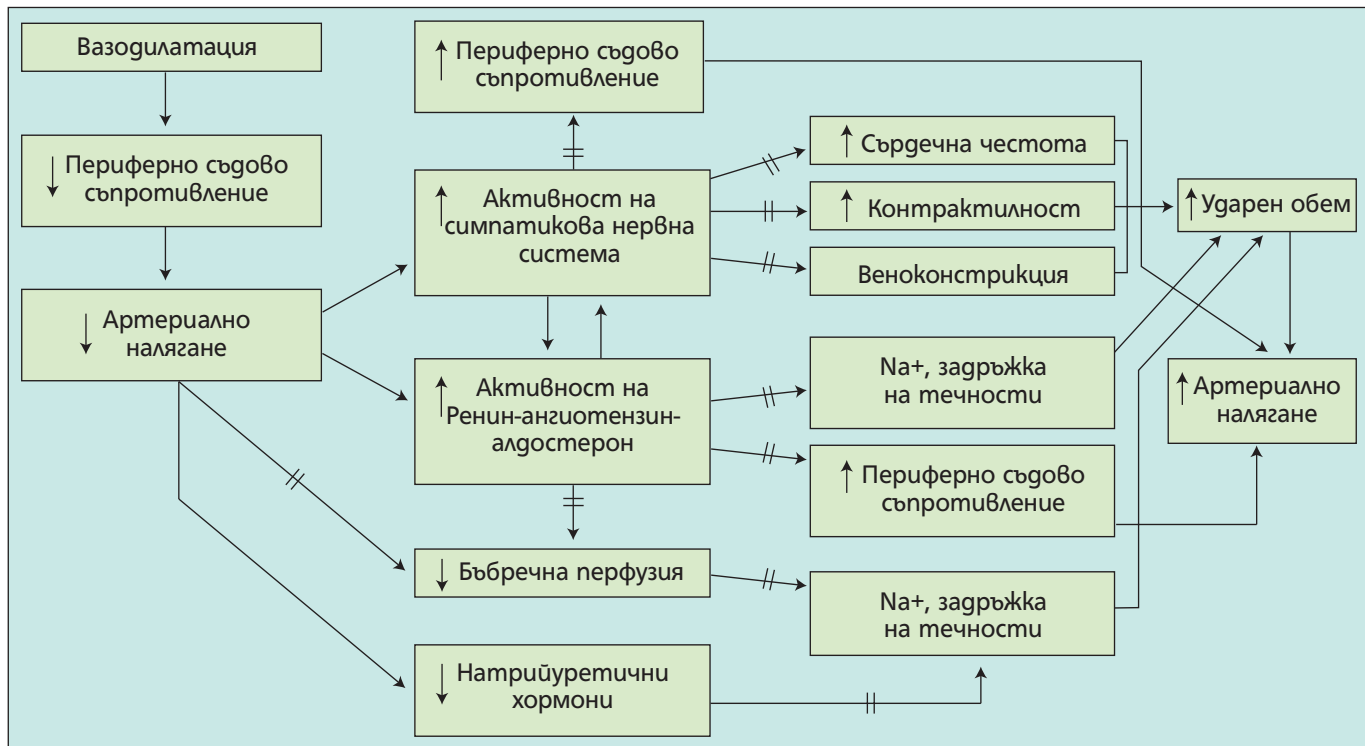 Вазодилатация
↓ Периферно съдово
съпротивление
↓ Артериално
налягане
↑ Периферно съдово
съпротивление
↑ Активност на
симпатикова нервна
система
↑ Активност на
Ренин-ангиотензин-
алдостерон
↓ Бъбречна перфузия
↓ Натрийуретични
хормони
↑ Сърдечна честота
↑ Контрактилност
Веноконстрикция
Na+, задръжка
на течности
↑ Периферно съдово
съпротивление
Na+, задръжка
на течности
↑ Ударен обем
↑ Артериално
налягане